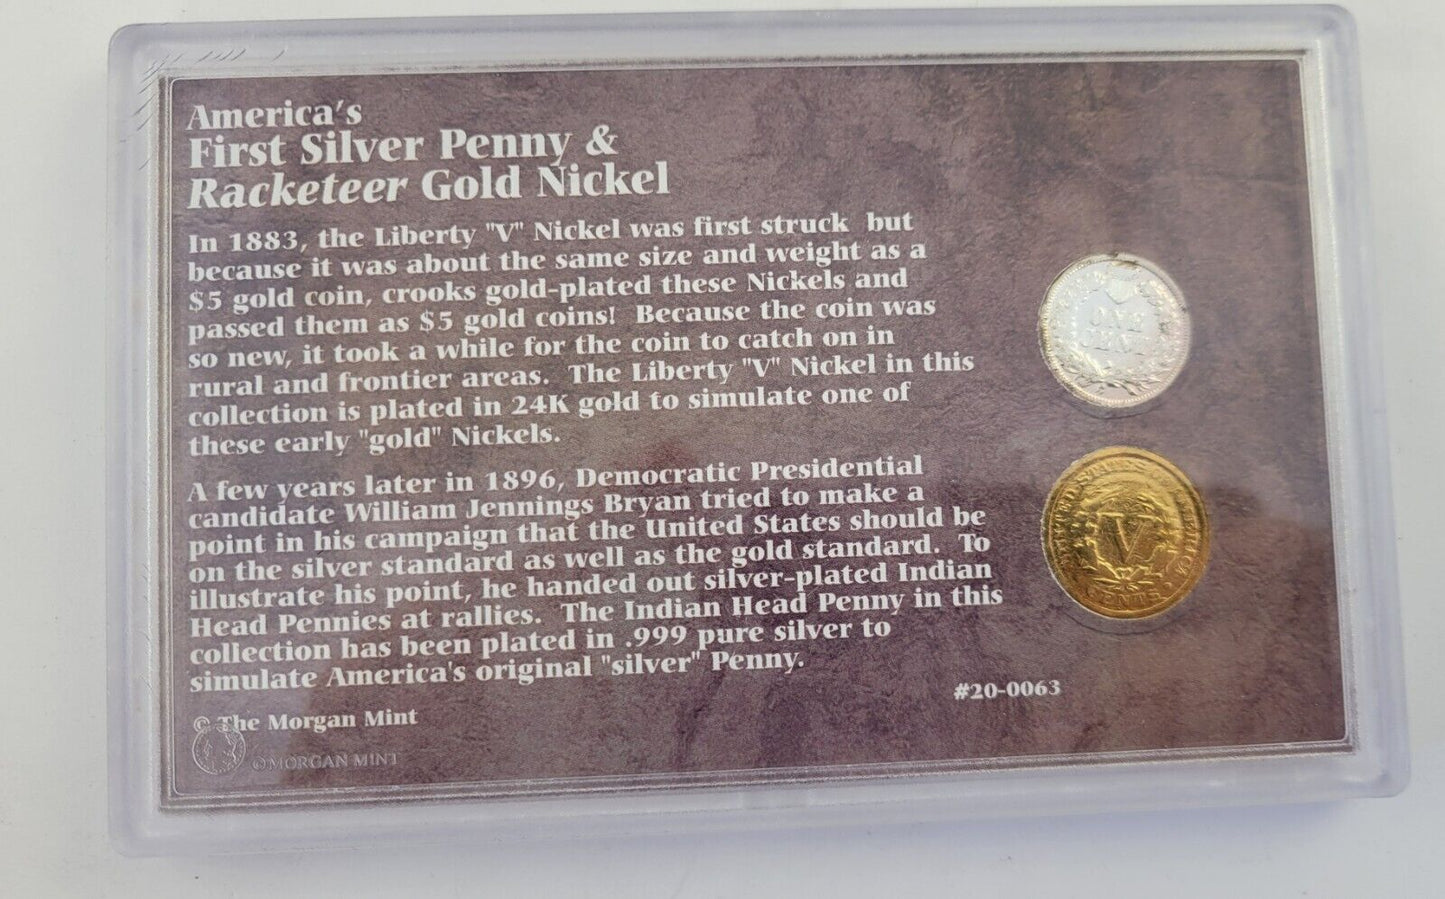 America's
First Silver Penny &
Racketeer Gold Nickel
In 1883, the Liberty "V" Nickel was first struck but
because it was about the same size and weight as a
$5 gold coin, crooks gold-plated these Nickels and
passed them as $5 gold coins! Because the coin was
so new, it took a while for the coin to catch on in
rural and frontier areas. The Liberty "V" Nickel in this
collection is plated in 24K gold to simulate one of
these early "gold" Nickels.
A few years later in 1896, Democratic Presidential
candidate William Jennings Bryan tried to make a
point in his campaign that the United States should be
on the silver standard as well as the gold standard. To
illustrate his point, he handed out silver-plated Indian
Head Pennies at rallies. The Indian Head Penny in this
collection has been plated in .999 pure silver to
simulate America's original "silver" Penny.
#20-0063
© The Morgan Mint
©MORGAN MINT
ONE
CENT
UNITED STATES OF AMERICA
V
CENTS